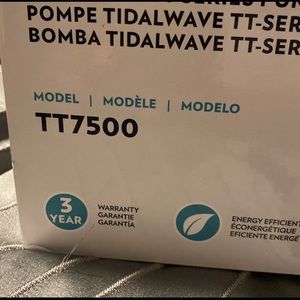 POMPE TIDALWAVE TT-SER
BOMBA TIDALWAVE TT-SER
MODEL | MODÈLE | MODELO
TT7500
3
YEAR
WARRANTY
GARANTIE
GARANTÍA
ENERGY EFFICIENT
ÉCONERGÉTIQUE
EFICIENTE ENERGÉ